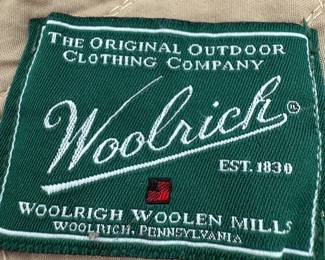 THE ORIGINAL OUTDOOR
CLOTHING COMPANY
Woolrich ®
EST. 1830
WOOLRICH WOOLEN MILLS
WOOLRICH, PENNSYLVANIA